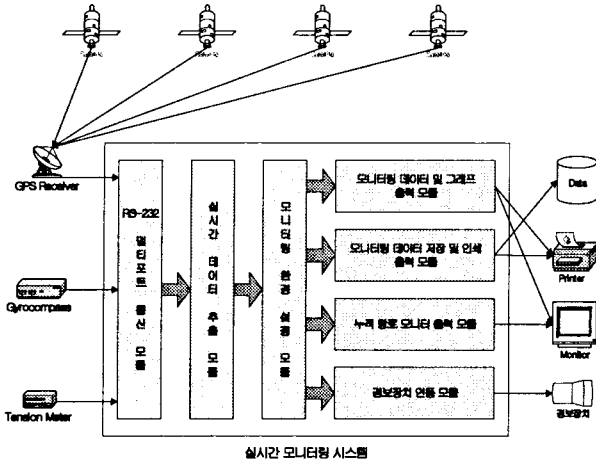 Satellite
Satellite
Satellite
Satellite
GPS Receiver
Gyrocompass
Tension Meter
RS-232 멀티포트 통신 모듈
실시간 데이터 추출 모듈
모니터링 환경 설정 모듈
모니터링 데이터 및 그래프
출력 모듈
모니터링 데이터 저장 및 인쇄
출력 모듈
누적 항로 모니터 출력 모듈
경보장치 연동 모듈
Data
Printer
Monitor
경보장치
실시간 모니터링 시스템